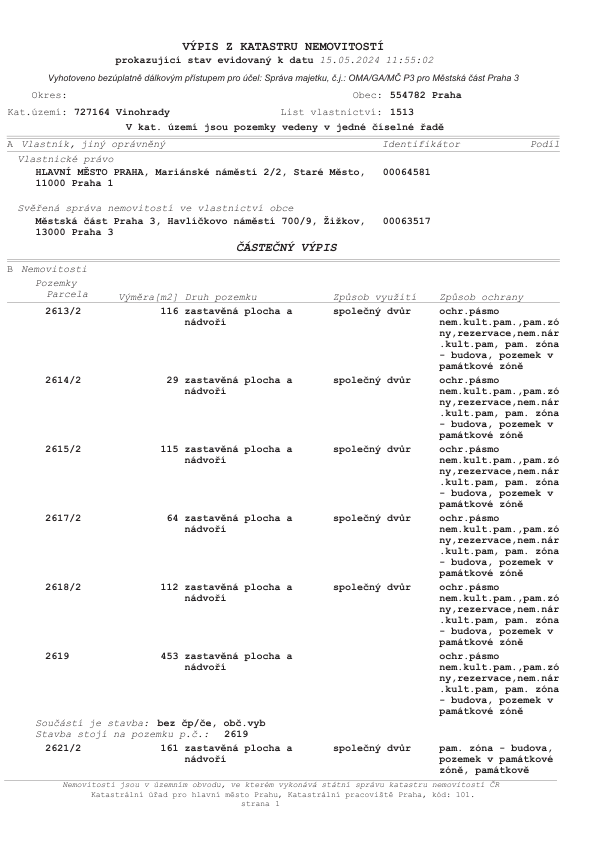 VÝPIS Z KATASTRU NEMOVITOSTÍ
prokazující stav evidovaný k datu 15.05.2024 11:55:02
Vyhotoveno bezúplatně dálkovým přístupem pro účel: Správa majetku, č.j.: OMA/GA/MČ P3 pro Městská část Praha 3
Okres: Obec: 554782 Praha
Kat.území: 727164 Vinohrady List vlastnictví: 1513
V kat. území jsou pozemky vedeny v jedné číselné řadě
A Vlastník, jiný oprávněný Identifikátor Podíl
Vlastnické právo
HLAVNÍ MĚSTO PRAHA, Mariánské náměstí 2/2, Staré Město, 00064581
11000 Praha 1
Svěřená správa nemovitostí ve vlastnictví obce
Městská část Praha 3, Havlíčkovo náměstí 700/9, Žižkov, 00063517
13000 Praha 3
ČÁSTEČNÝ VÝPIS
B Nemovitosti
Pozemky
Parcela Výměra[m2] Druh pozemku Způsob využití Způsob ochrany
2613/2 116 zastavěná plocha a společný dvůr ochr.pásmo
nádvoří nem.kult.pam.,pam.zó
ny,rezervace,nem.nár
.kult.pam, pam. zóna
- budova, pozemek v
památkové zóně
2614/2 29 zastavěná plocha a společný dvůr ochr.pásmo
nádvoří nem.kult.pam.,pam.zó
ny,rezervace,nem.nár
.kult.pam, pam. zóna
- budova, pozemek v
památkové zóně
2615/2 115 zastavěná plocha a společný dvůr ochr.pásmo
nádvoří nem.kult.pam.,pam.zó
ny,rezervace,nem.nár
.kult.pam, pam. zóna
- budova, pozemek v
památkové zóně
2617/2 64 zastavěná plocha a společný dvůr ochr.pásmo
nádvoří nem.kult.pam.,pam.zó
ny,rezervace,nem.nár
.kult.pam, pam. zóna
- budova, pozemek v
památkové zóně
2618/2 112 zastavěná plocha a společný dvůr ochr.pásmo
nádvoří nem.kult.pam.,pam.zó
ny,rezervace,nem.nár
.kult.pam, pam. zóna
- budova, pozemek v
památkové zóně
2619 453 zastavěná plocha a ochr.pásmo
nádvoří nem.kult.pam.,pam.zó
ny,rezervace,nem.nár
.kult.pam, pam. zóna
- budova, pozemek v
památkové zóně
Součástí je stavba: bez čp/če, obč.vyb
Stavba stojí na pozemku p.č.: 2619
2621/2 161 zastavěná plocha a společný dvůr pam. zóna - budova,
nádvoří pozemek v památkové
zóně, památkově
Nemovitosti jsou v územním obvodu, ve kterém vykonává státní správu katastru nemovitostí ČR
Katastrální úřad pro hlavní město Prahu, Katastrální pracoviště Praha, kód: 101.
strana 1